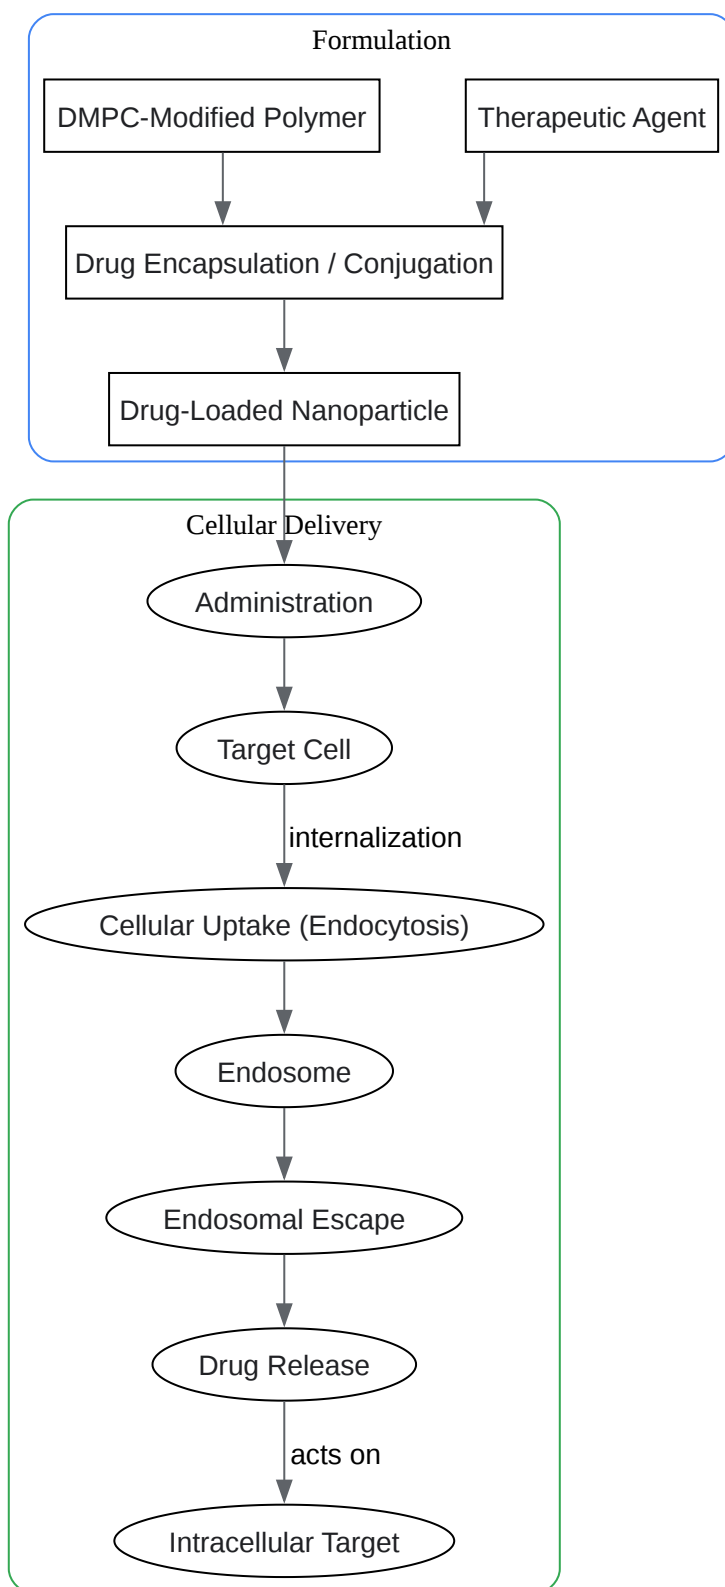 Formulation
DMPC-Modified Polymer
Therapeutic Agent
Drug Encapsulation / Conjugation
Drug-Loaded Nanoparticle
Cellular Delivery
Administration
Target Cell
internalization
Cellular Uptake (Endocytosis)
Endosome
Endosomal Escape
Drug Release
acts on
Intracellular Target